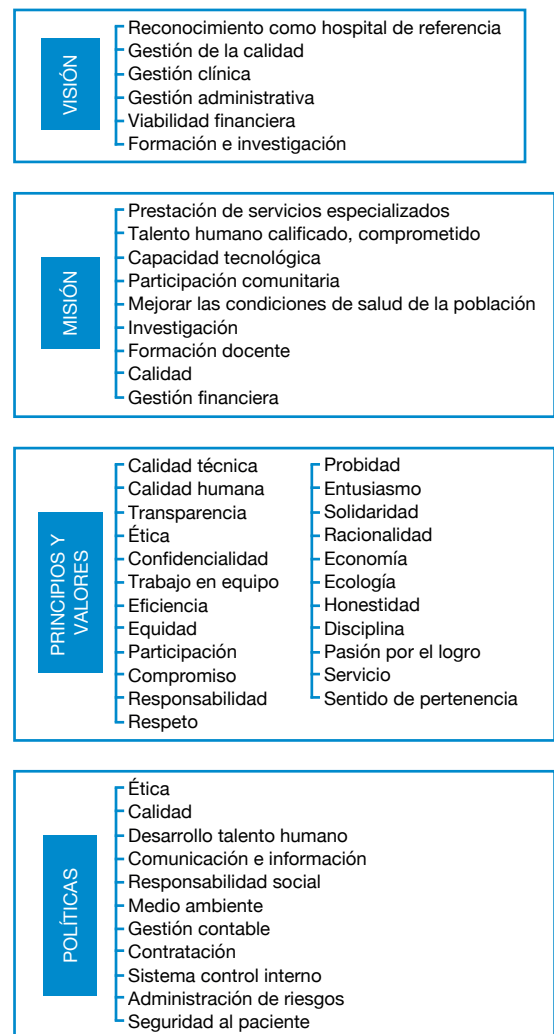 VISIÓN
Reconocimiento como hospital de referencia
Gestión de la calidad
Gestión clínica
Gestión administrativa
Viabilidad financiera
Formación e investigación
MISIÓN
Prestación de servicios especializados
Talento humano calificado, comprometido
Capacidad tecnológica
Participación comunitaria
Mejorar las condiciones de salud de la población
Investigación
Formación docente
Calidad
Gestión financiera
PRINCIPIOS Y
VALORES
Calidad técnica
Calidad humana
Transparencia
Ética
Confidencialidad
Trabajo en equipo
Eficiencia
Equidad
Participación
Compromiso
Responsabilidad
Respeto
Probidad
Entusiasmo
Solidaridad
Racionalidad
Economía
Ecología
Honestidad
Disciplina
Pasión por el logro
Servicio
Sentido de pertenencia
POLÍTICAS
Ética
Calidad
Desarrollo talento humano
Comunicación e información
Responsabilidad social
Medio ambiente
Gestión contable
Contratación
Sistema control interno
Administración de riesgos
Seguridad al paciente